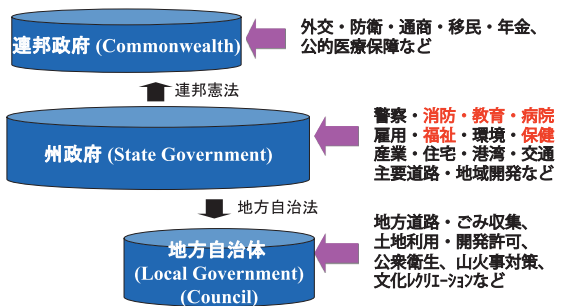 連邦政府 (Commonwealth)
外交・防衛・通商・移民・年金、
公的医療保障など
連邦憲法
州政府 (State Government)
警察・消防・教育・病院
雇用・福祉・環境・保健
産業・住宅・港湾・交通
主要道路・地域開発など
地方自治法
地方自治体
(Local Government)
(Council)
地方道路・ごみ収集、
土地利用・開発許可、
公衆衛生、山火事対策、
文化ﾚｸﾘｴｰｼｮﾝなど